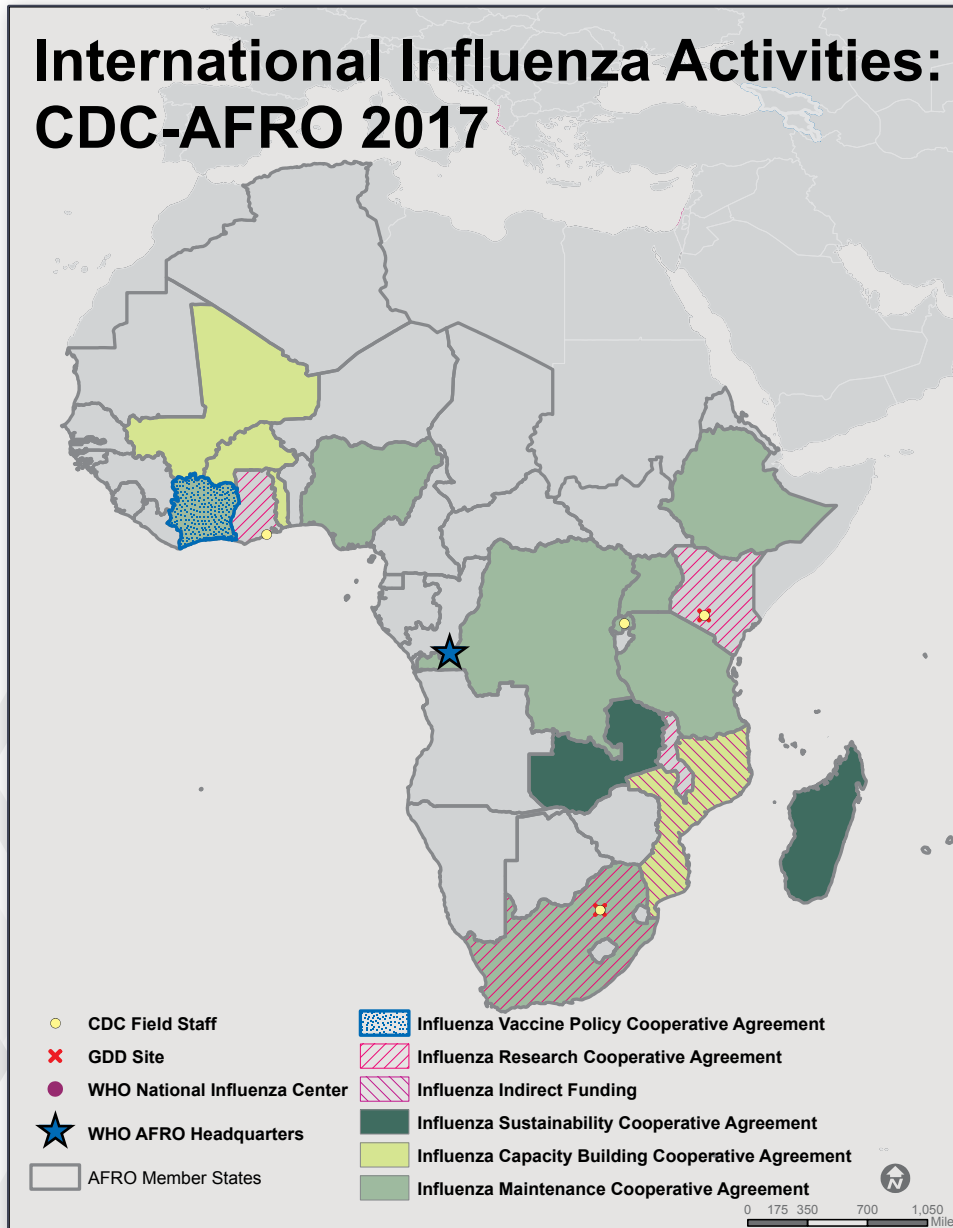 International Influenza Activities:
CDC-AFRO 2017
CDC Field Staff
GDD Site
WHO National Influenza Center
WHO AFRO Headquarters
AFRO Member States
Influenza Vaccine Policy Cooperative Agreement
Influenza Research Cooperative Agreement
Influenza Indirect Funding
Influenza Sustainability Cooperative Agreement
Influenza Capacity Building Cooperative Agreement
Influenza Maintenance Cooperative Agreement
N
0 175 350 700 1,050
Mile